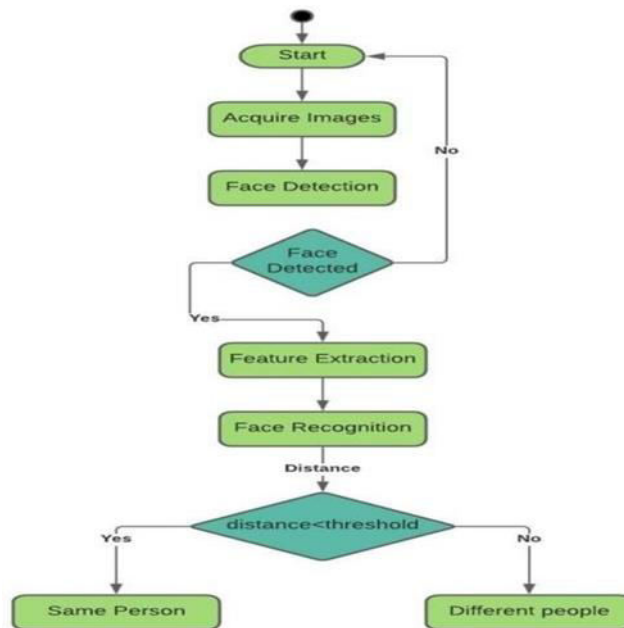 Start
Acquire Images
No
Face Detection
Face
Detected
Yes
Feature Extraction
Face Recognition
Distance
distance<threshold
Yes
No
Same Person
Different people